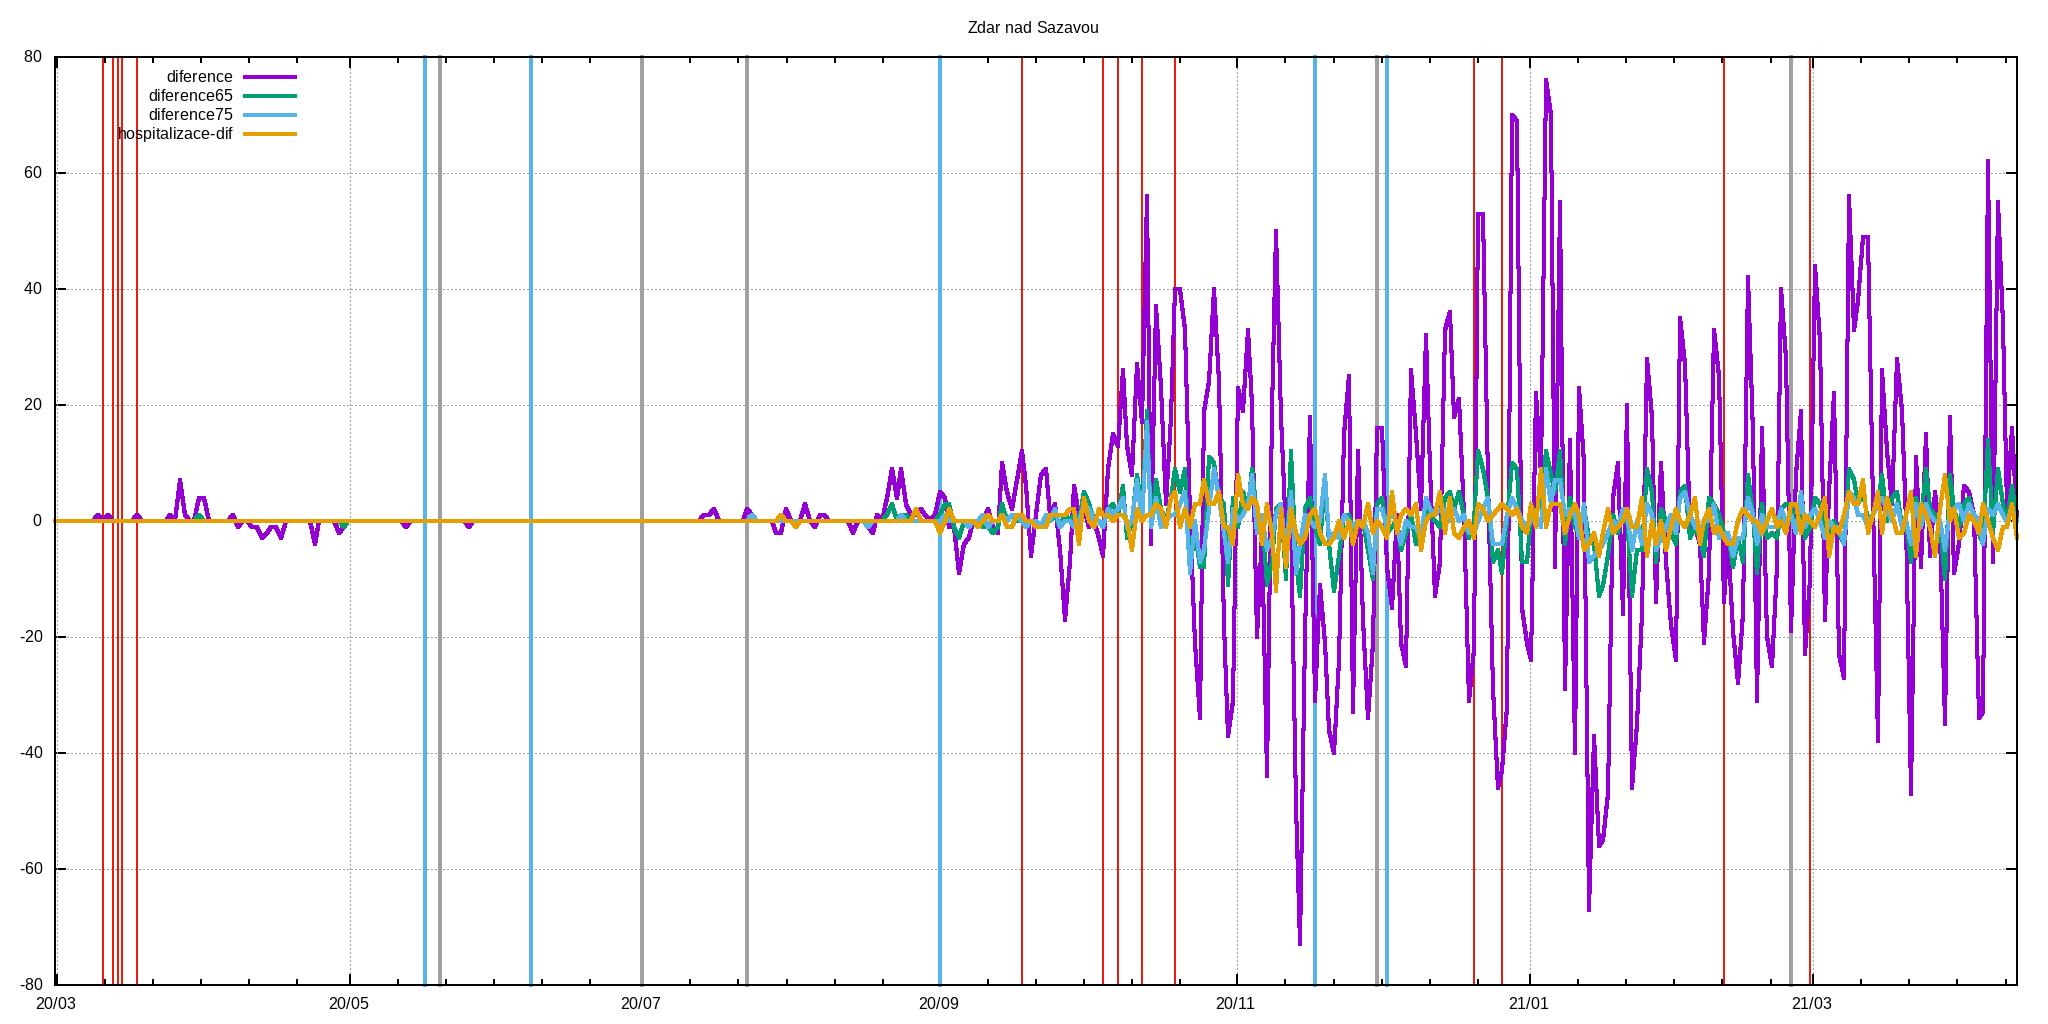 Zdar nad Sazavou
diference
diference65
diference75
hospitalizace-dif
80
60
40
20
0
-20
-40
-60
-80
20/03 20/05 20/07 20/09 20/11 21/01 21/03